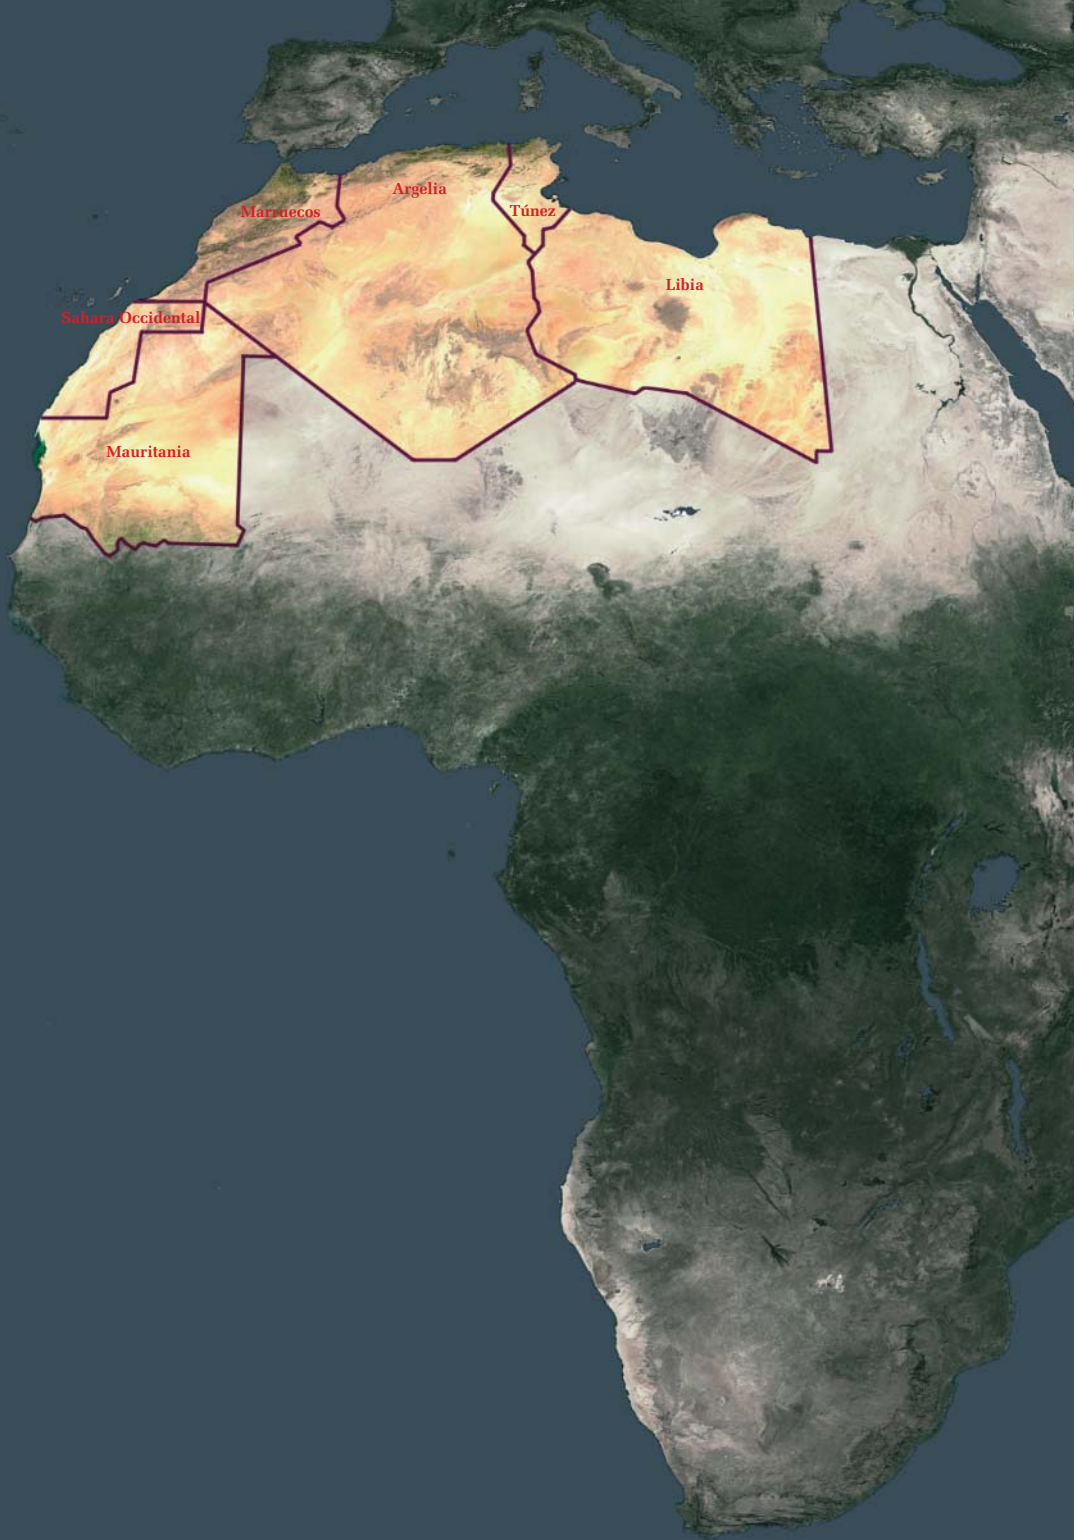 Argelia
Marruecos
Túnez
Libia
Sahara Occidental
Mauritania